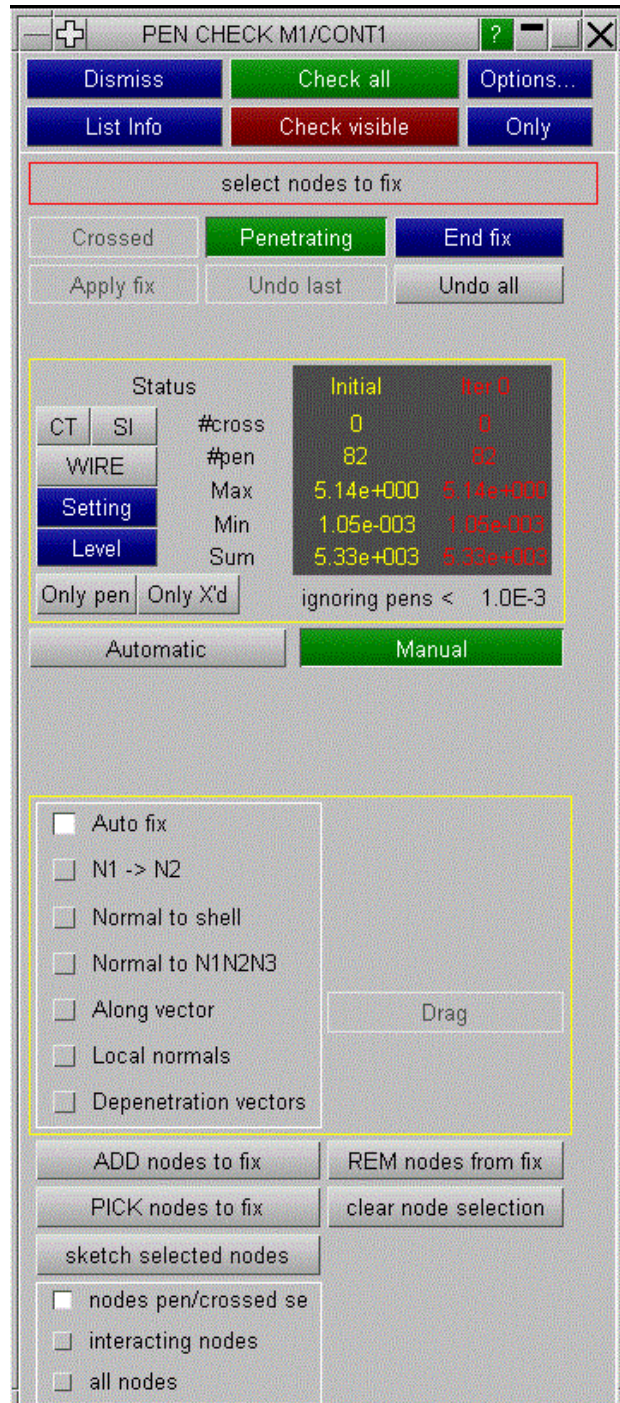 PEN CHECK M1/CONT1 ?
Dismiss Check all Options...
List Info Check visible Only
select nodes to fix
Crossed Penetrating End fix
Apply fix Undo last Undo all
Status Initial Iter 0
CT SI #cross 0 0
WIRE #pen 82 82
Setting Max 5.14e+000 5.14e+000
Min 1.05e-003 1.05e-003
Level Sum 5.33e+003 5.33e+003
Only pen Only X'd ignoring pens < 1.0E-3
Automatic Manual
Auto fix
N1 -> N2
Normal to shell
Normal to N1N2N3
Along vector Drag
Local normals
Depenetration vectors
ADD nodes to fix REM nodes from fix
PICK nodes to fix clear node selection
sketch selected nodes
nodes pen/crossed se
interacting nodes
all nodes